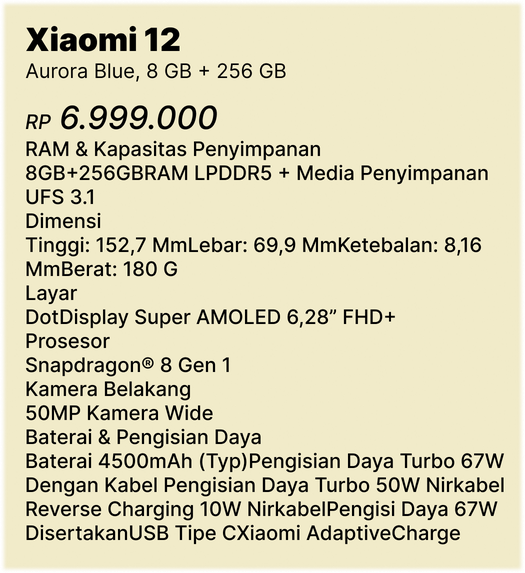 Xiaomi 12
Aurora Blue, 8 GB + 256 GB
RP 6.999.000
RAM & Kapasitas Penyimpanan
8GB+256GBRAM LPDDR5 + Media Penyimpanan
UFS 3.1
Dimensi
Tinggi: 152,7 MmLebar: 69,9 MmKetebalan: 8,16
MmBerat: 180 G
Layar
DotDisplay Super AMOLED 6,28” FHD+
Prosesor
Snapdragon® 8 Gen 1
Kamera Belakang
50MP Kamera Wide
Baterai & Pengisian Daya
Baterai 4500mAh (Typ)Pengisian Daya Turbo 67W
Dengan Kabel Pengisian Daya Turbo 50W Nirkabel
Reverse Charging 10W NirkabelPengisi Daya 67W
DisertakanUSB Tipe CXiaomi AdaptiveCharge